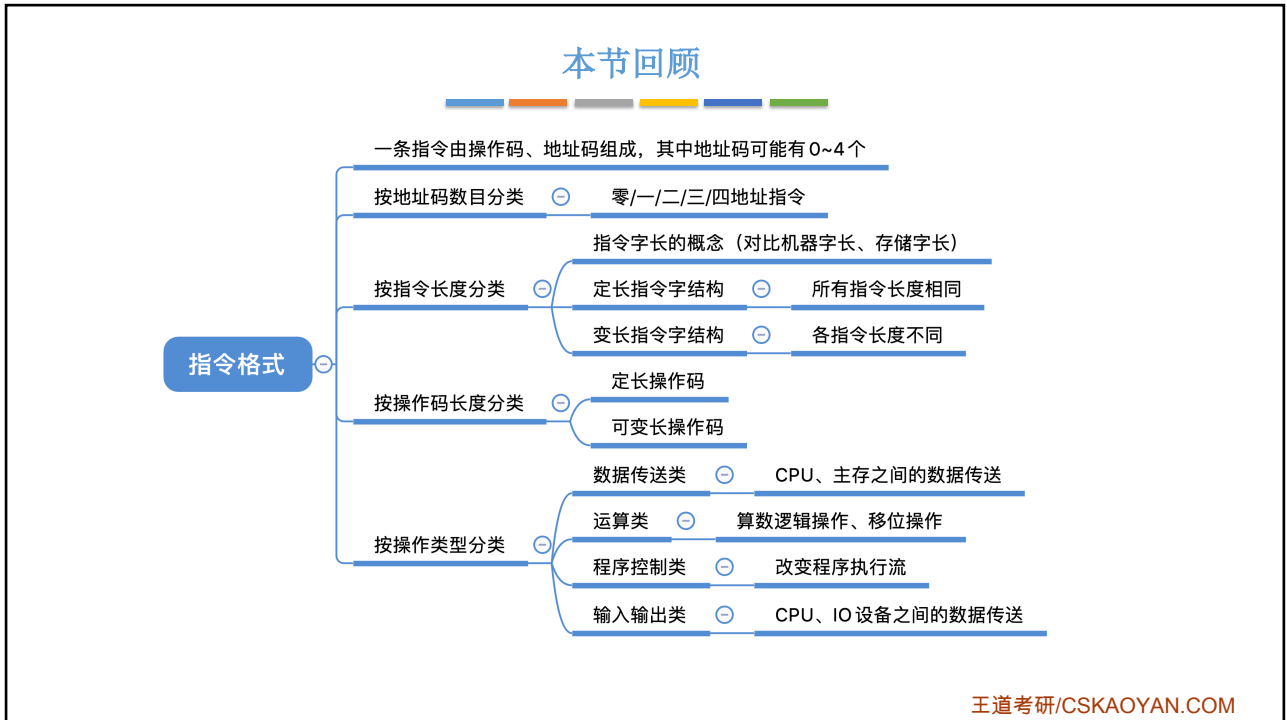 本节回顾
一条指令由操作码、地址码组成，其中地址码可能有0~4个
按地址码数目分类
零/一/二/三/四地址指令
指令字长的概念（对比机器字长、存储字长）
按指令长度分类
定长指令字结构
所有指令长度相同
变长指令字结构
各指令长度不同
指令格式
定长操作码
按操作码长度分类
可变长操作码
数据传送类
CPU、主存之间的数据传送
运算类
算数逻辑操作、移位操作
按操作类型分类
程序控制类
改变程序执行流
输入输出类
CPU、IO设备之间的数据传送
王道考研/CSKAOYAN.COM